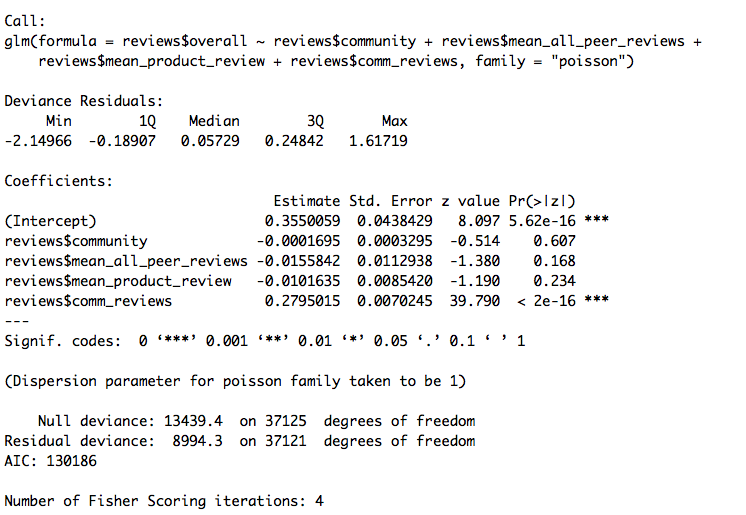 Call:
glm(formula = reviews$overall ~ reviews$community + reviews$mean_all_peer_reviews +
    reviews$mean_product_review + reviews$comm_reviews, family = "poisson")
Deviance Residuals:
     Min       1Q   Median       3Q      Max
-2.14966 -0.18907  0.05729  0.24842  1.61719
Coefficients:
                                Estimate Std. Error z value Pr(>|z|)
(Intercept)                    0.3550059  0.0438429   8.097 5.62e-16 ***
reviews$community             -0.0001695  0.0003295  -0.514    0.607
reviews$mean_all_peer_reviews -0.0155842  0.0112938  -1.380    0.168
reviews$mean_product_review   -0.0101635  0.0085420  -1.190    0.234
reviews$comm_reviews           0.2795015  0.0070245  39.790  < 2e-16 ***
---
Signif. codes:  0 ‘***’ 0.001 ‘**’ 0.01 ‘*’ 0.05 ‘.’ 0.1 ‘ ’ 1
(Dispersion parameter for poisson family taken to be 1)
    Null deviance: 13439.4  on 37125  degrees of freedom
Residual deviance:  8994.3  on 37121  degrees of freedom
AIC: 130186
Number of Fisher Scoring iterations: 4